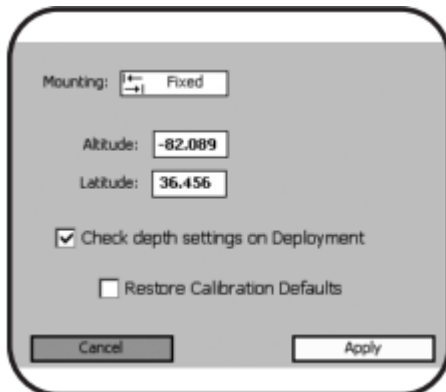 Mounting: Fixed
Altitude: -82.089
Latitude: 36.456
Check depth settings on Deployment
Restore Calibration Defaults
Cancel Apply